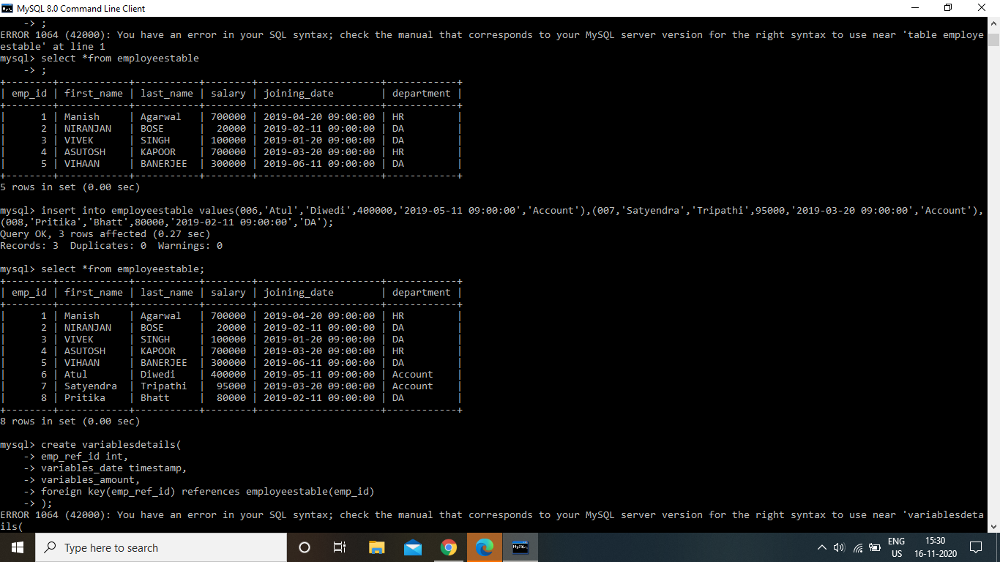 MySQL 8.0 Command Line Client
-> ;
ERROR 1064 (42000): You have an error in your SQL syntax; check the manual that corresponds to your MySQL server version for the right syntax to use near 'table employe
estable' at line 1
mysql> select *from employeestable
-> ;
+--------+------------+-----------+--------+---------------------+------------+
| emp_id | first_name | last_name | salary | joining_date        | department |
+--------+------------+-----------+--------+---------------------+------------+
|      1 | Manish     | Agarwal   | 700000 | 2019-04-20 09:00:00 | HR         |
|      2 | NIRANJAN   | BOSE      |  20000 | 2019-02-11 09:00:00 | DA         |
|      3 | VIVEK      | SINGH     | 100000 | 2019-01-20 09:00:00 | DA         |
|      4 | ASUTOSH    | KAPOOR    | 700000 | 2019-03-20 09:00:00 | HR         |
|      5 | VIHAAN     | BANERJEE  | 300000 | 2019-06-11 09:00:00 | DA         |
+--------+------------+-----------+--------+---------------------+------------+
5 rows in set (0.00 sec)
mysql> insert into employeestable values(006,'Atul','Diwedi',400000,'2019-05-11 09:00:00','Account'),(007,'Satyendra','Tripathi',95000,'2019-03-20 09:00:00','Account'),
(008,'Pritika','Bhatt',80000,'2019-02-11 09:00:00','DA');
Query OK, 3 rows affected (0.27 sec)
Records: 3  Duplicates: 0  Warnings: 0
mysql> select *from employeestable;
+--------+------------+-----------+--------+---------------------+------------+
| emp_id | first_name | last_name | salary | joining_date        | department |
+--------+------------+-----------+--------+---------------------+------------+
|      1 | Manish     | Agarwal   | 700000 | 2019-04-20 09:00:00 | HR         |
|      2 | NIRANJAN   | BOSE      |  20000 | 2019-02-11 09:00:00 | DA         |
|      3 | VIVEK      | SINGH     | 100000 | 2019-01-20 09:00:00 | DA         |
|      4 | ASUTOSH    | KAPOOR    | 700000 | 2019-03-20 09:00:00 | HR         |
|      5 | VIHAAN     | BANERJEE  | 300000 | 2019-06-11 09:00:00 | DA         |
|      6 | Atul       | Diwedi    | 400000 | 2019-05-11 09:00:00 | Account    |
|      7 | Satyendra  | Tripathi  |  95000 | 2019-03-20 09:00:00 | Account    |
|      8 | Pritika    | Bhatt     |  80000 | 2019-02-11 09:00:00 | DA         |
+--------+------------+-----------+--------+---------------------+------------+
8 rows in set (0.00 sec)
mysql> create variablesdetails(
-> emp_ref_id int,
-> variables_date timestamp,
-> variables_amount,
-> foreign key(emp_ref_id) references employeestable(emp_id)
-> );
ERROR 1064 (42000): You have an error in your SQL syntax; check the manual that corresponds to your MySQL server version for the right syntax to use near 'variablesdeta
ils(
Type here to search
MySQL
ENG
US
15:30
16-11-2020